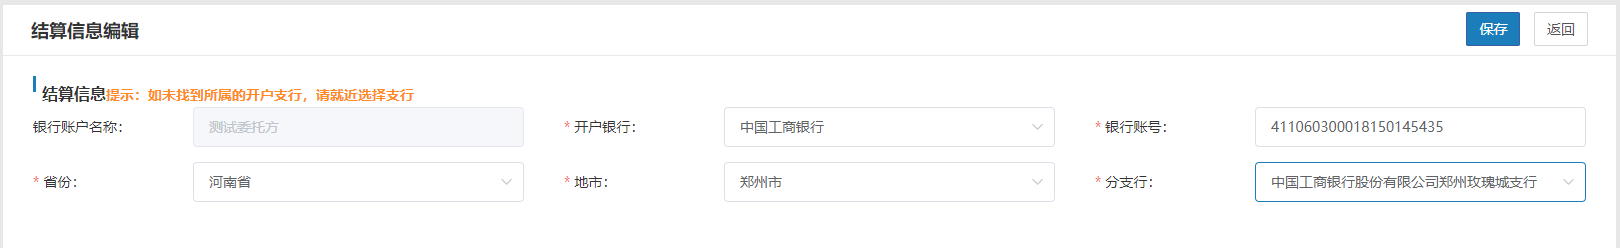 结算信息编辑 保存 返回
结算信息提示：如未找到所属的开户支行，请就近选择支行
银行账户名称： 测试委托方 * 开户银行： 中国工商银行 * 银行账号： 411060300018150145435
* 省份： 河南省 * 地市： 郑州市 * 分支行： 中国工商银行股份有限公司郑州玫瑰城支行